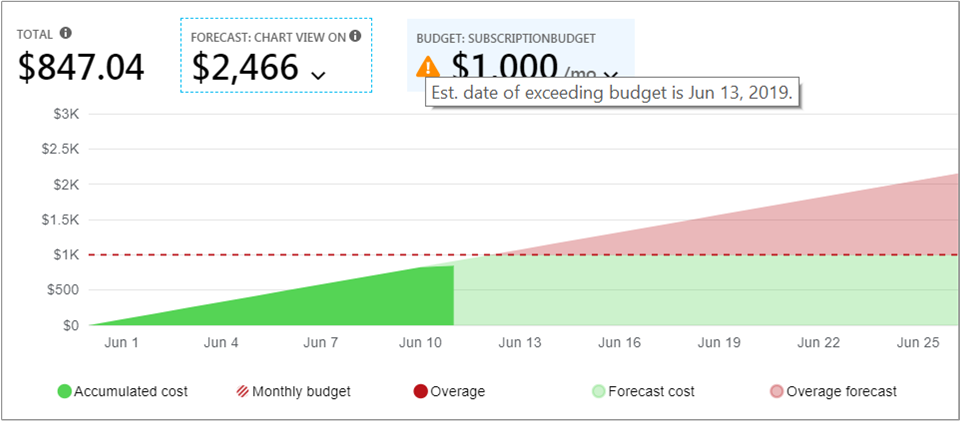 TOTAL
$847.04
FORECAST: CHART VIEW ON
$2,466
BUDGET: SUBSCRIPTIONBUDGET
$1,000 /mo
Est. date of exceeding budget is Jun 13, 2019.
$3K
$2.5K
$2K
$1.5K
$1K
$500
$0
Jun 1 Jun 4 Jun 7 Jun 10 Jun 13 Jun 16 Jun 19 Jun 22 Jun 25
Accumulated cost Monthly budget Overage Forecast cost Overage forecast